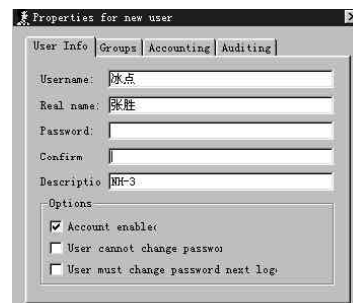 Properties for new user
User Info Groups Accounting Auditing
Username: 冰点
Real name: 张胜
Password:
Confirm
Descriptio NH-3
Options
Account enable
User cannot change passwo
User must change password next log